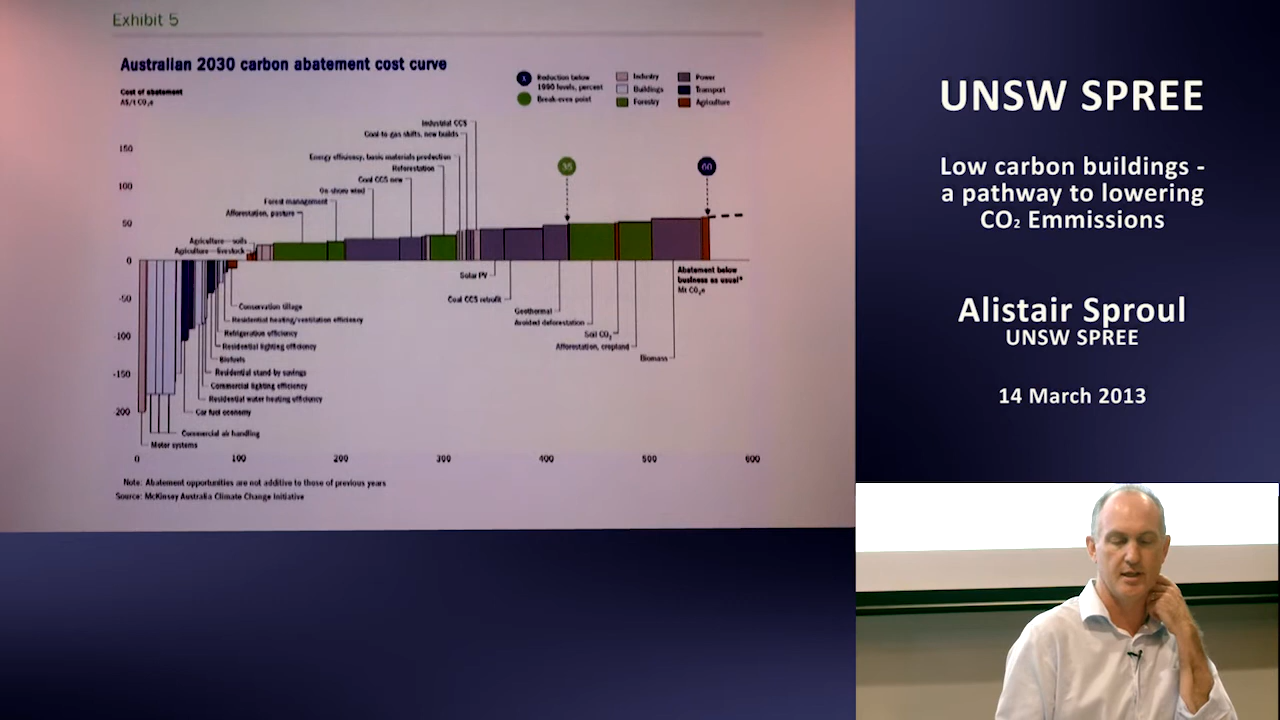 Exhibit 5
Australian 2030 carbon abatement cost curve
Cost of abatement
A$/t CO₂e
Reduction below
1990 levels, percent
Break-even point
Industry
Buildings
Forestry
Power
Transport
Agriculture
150
100
50
0
-50
-100
-150
200
Industrial CCS
Coal-to-gas shifts, new builds
Energy efficiency, basic materials production
Reforestation
Coal CCS new
On-shore wind
Forest management
Afforestation, pasture
Agriculture - soils
Agriculture - livestock
35
60
Solar PV
Coal CCS retrofit
Geothermal
Avoided deforestation
Soil CO₂
Afforestation, cropland
Biomass
Abatement below
business as usual*
Mt CO₂e
Conservation tillage
Residential heating/ventilation efficiency
Refrigeration efficiency
Residential lighting efficiency
Biofuels
Residential stand by savings
Commercial lighting efficiency
Residential water heating efficiency
Car fuel economy
Commercial air handling
Motor systems
0 100 200 300 400 500 600
Note: Abatement opportunities are not additive to those of previous years
Source: McKinsey Australia Climate Change Initiative
UNSW SPREE
Low carbon buildings -
a pathway to lowering
CO₂ Emmissions
Alistair Sproul
UNSW SPREE
14 March 2013